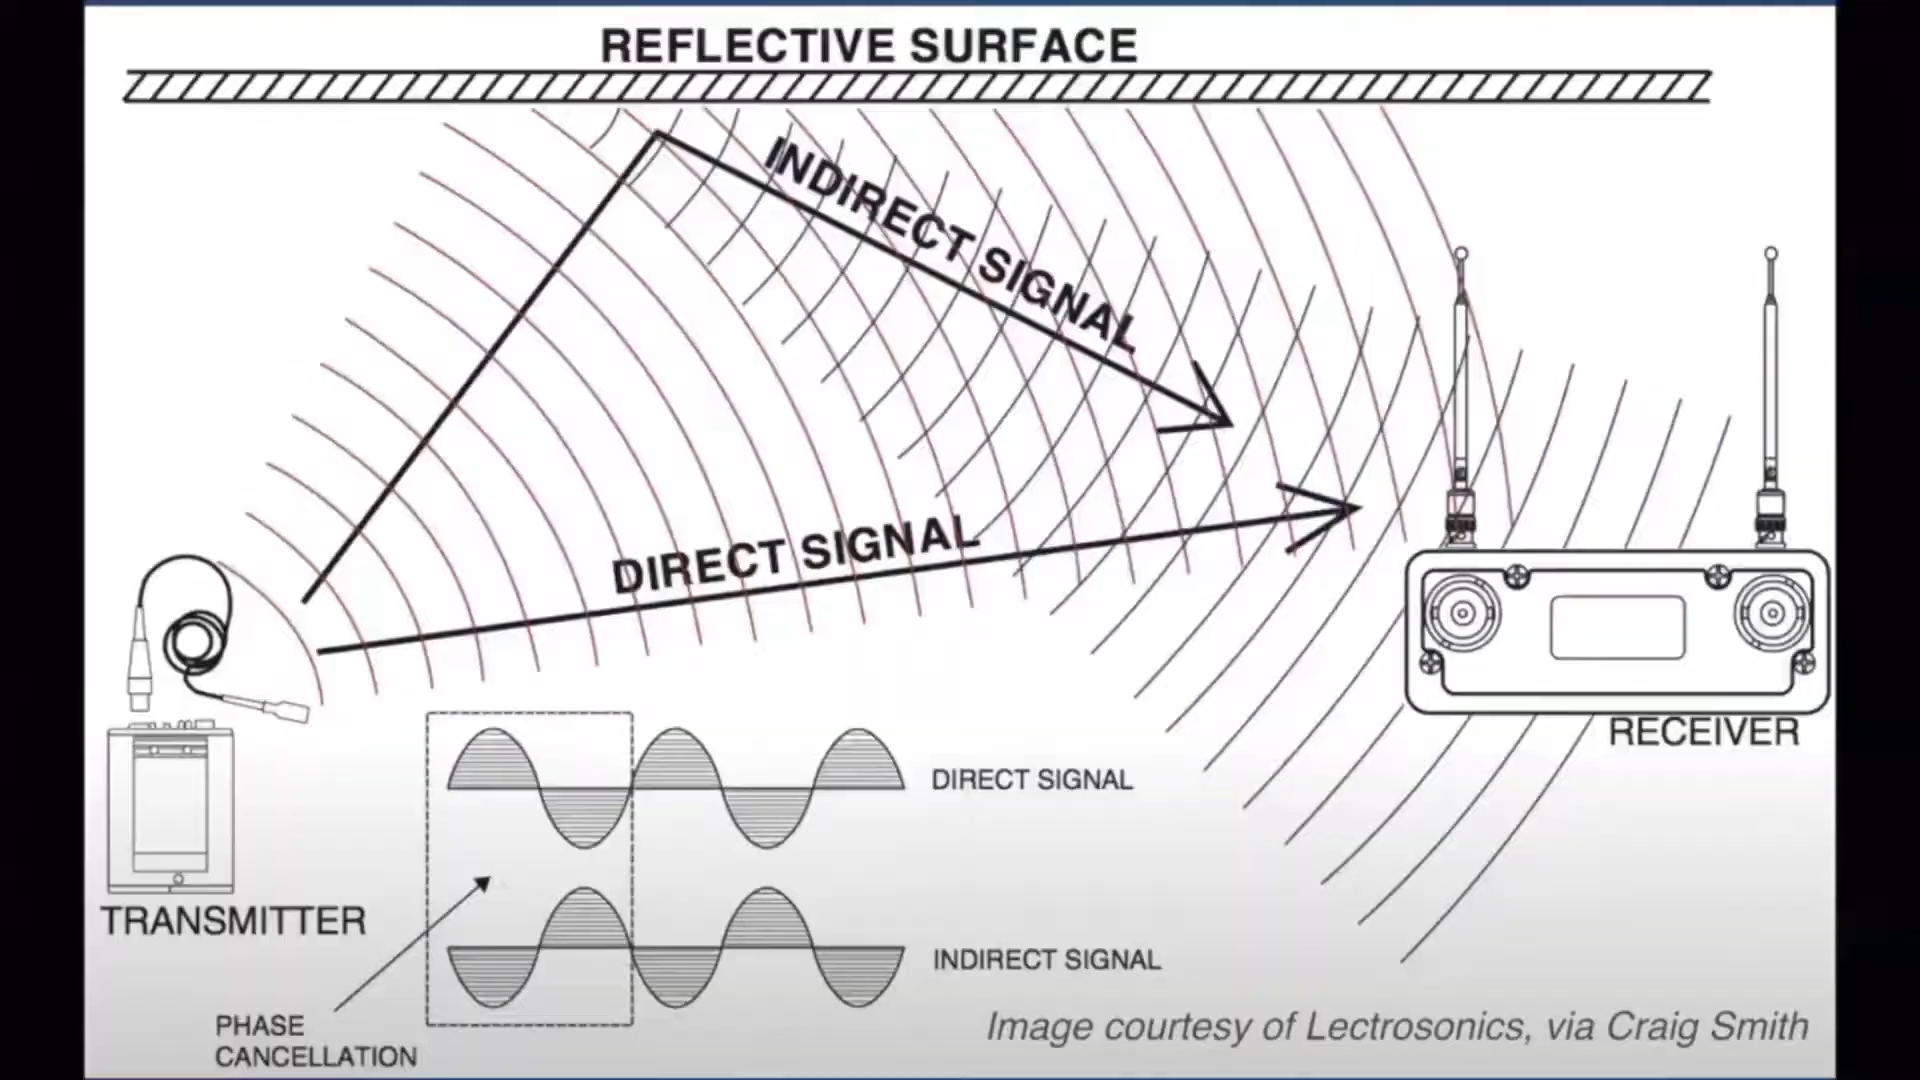 REFLECTIVE SURFACE
INDIRECT SIGNAL
DIRECT SIGNAL
RECEIVER
DIRECT SIGNAL
TRANSMITTER
INDIRECT SIGNAL
PHASE
CANCELLATION
Image courtesy of Lectrosonics, via Craig Smith